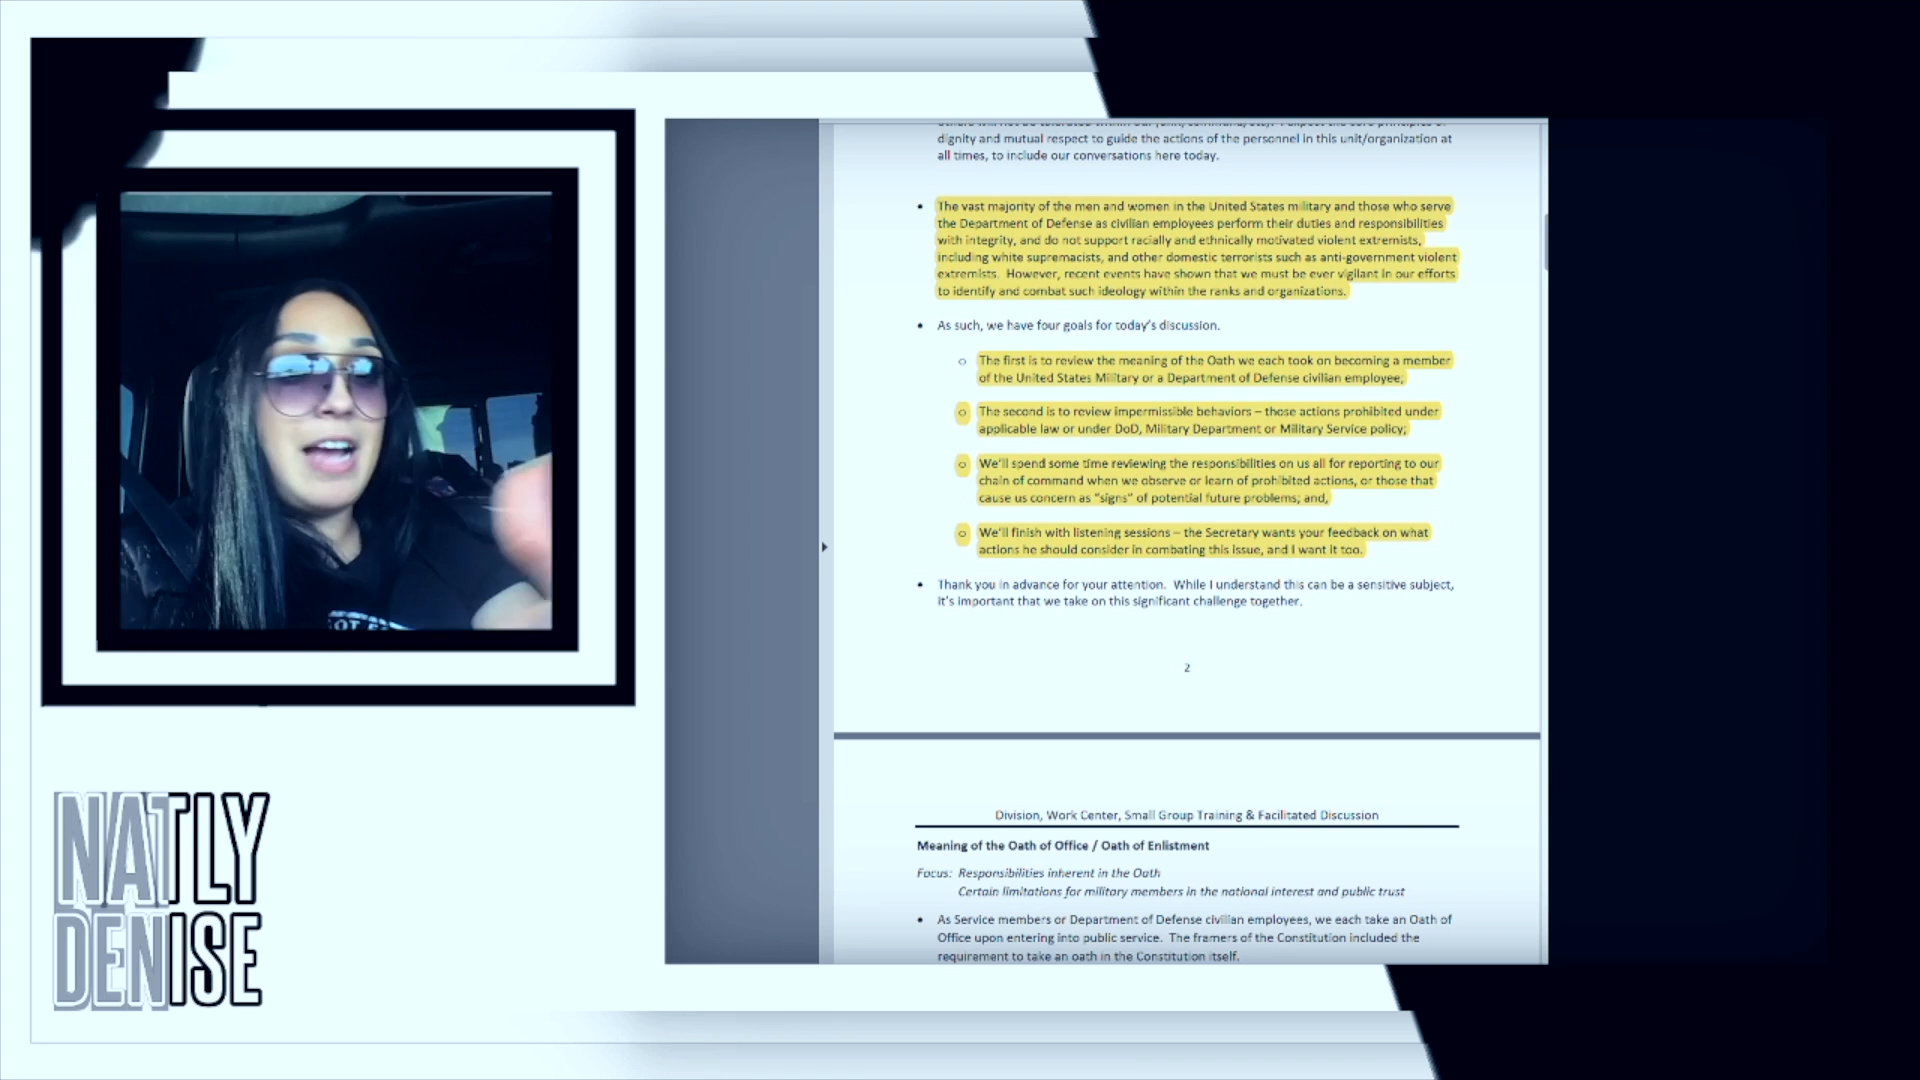 dignity and mutual respect to guide the actions of the personnel in this unit/organization at
all times, to include our conversations here today.
• The vast majority of the men and women in the United States military and those who serve
the Department of Defense as civilian employees perform their duties and responsibilities
with integrity, and do not support racially and ethnically motivated violent extremists,
including white supremacists, and other domestic terrorists such as anti-government violent
extremists. However, recent events have shown that we must be ever vigilant in our efforts
to identify and combat such ideology within the ranks and organizations.
• As such, we have four goals for today's discussion.
○ The first is to review the meaning of the Oath we each took on becoming a member
of the United States Military or a Department of Defense civilian employee;
○ The second is to review impermissible behaviors – those actions prohibited under
applicable law or under DoD, Military Department or Military Service policy;
○ We'll spend some time reviewing the responsibilities on us all for reporting to our
chain of command when we observe or learn of prohibited actions, or those that
cause us concern as "signs" of potential future problems; and,
○ We'll finish with listening sessions – the Secretary wants your feedback on what
actions he should consider in combating this issue, and I want it too.
• Thank you in advance for your attention. While I understand this can be a sensitive subject,
it's important that we take on this significant challenge together.
2
Division, Work Center, Small Group Training & Facilitated Discussion
Meaning of the Oath of Office / Oath of Enlistment
Focus: Responsibilities inherent in the Oath
Certain limitations for military members in the national interest and public trust
• As Service members or Department of Defense civilian employees, we each take an Oath of
Office upon entering into public service. The framers of the Constitution included the
requirement to take an oath in the Constitution itself.
NATLY
DENISE